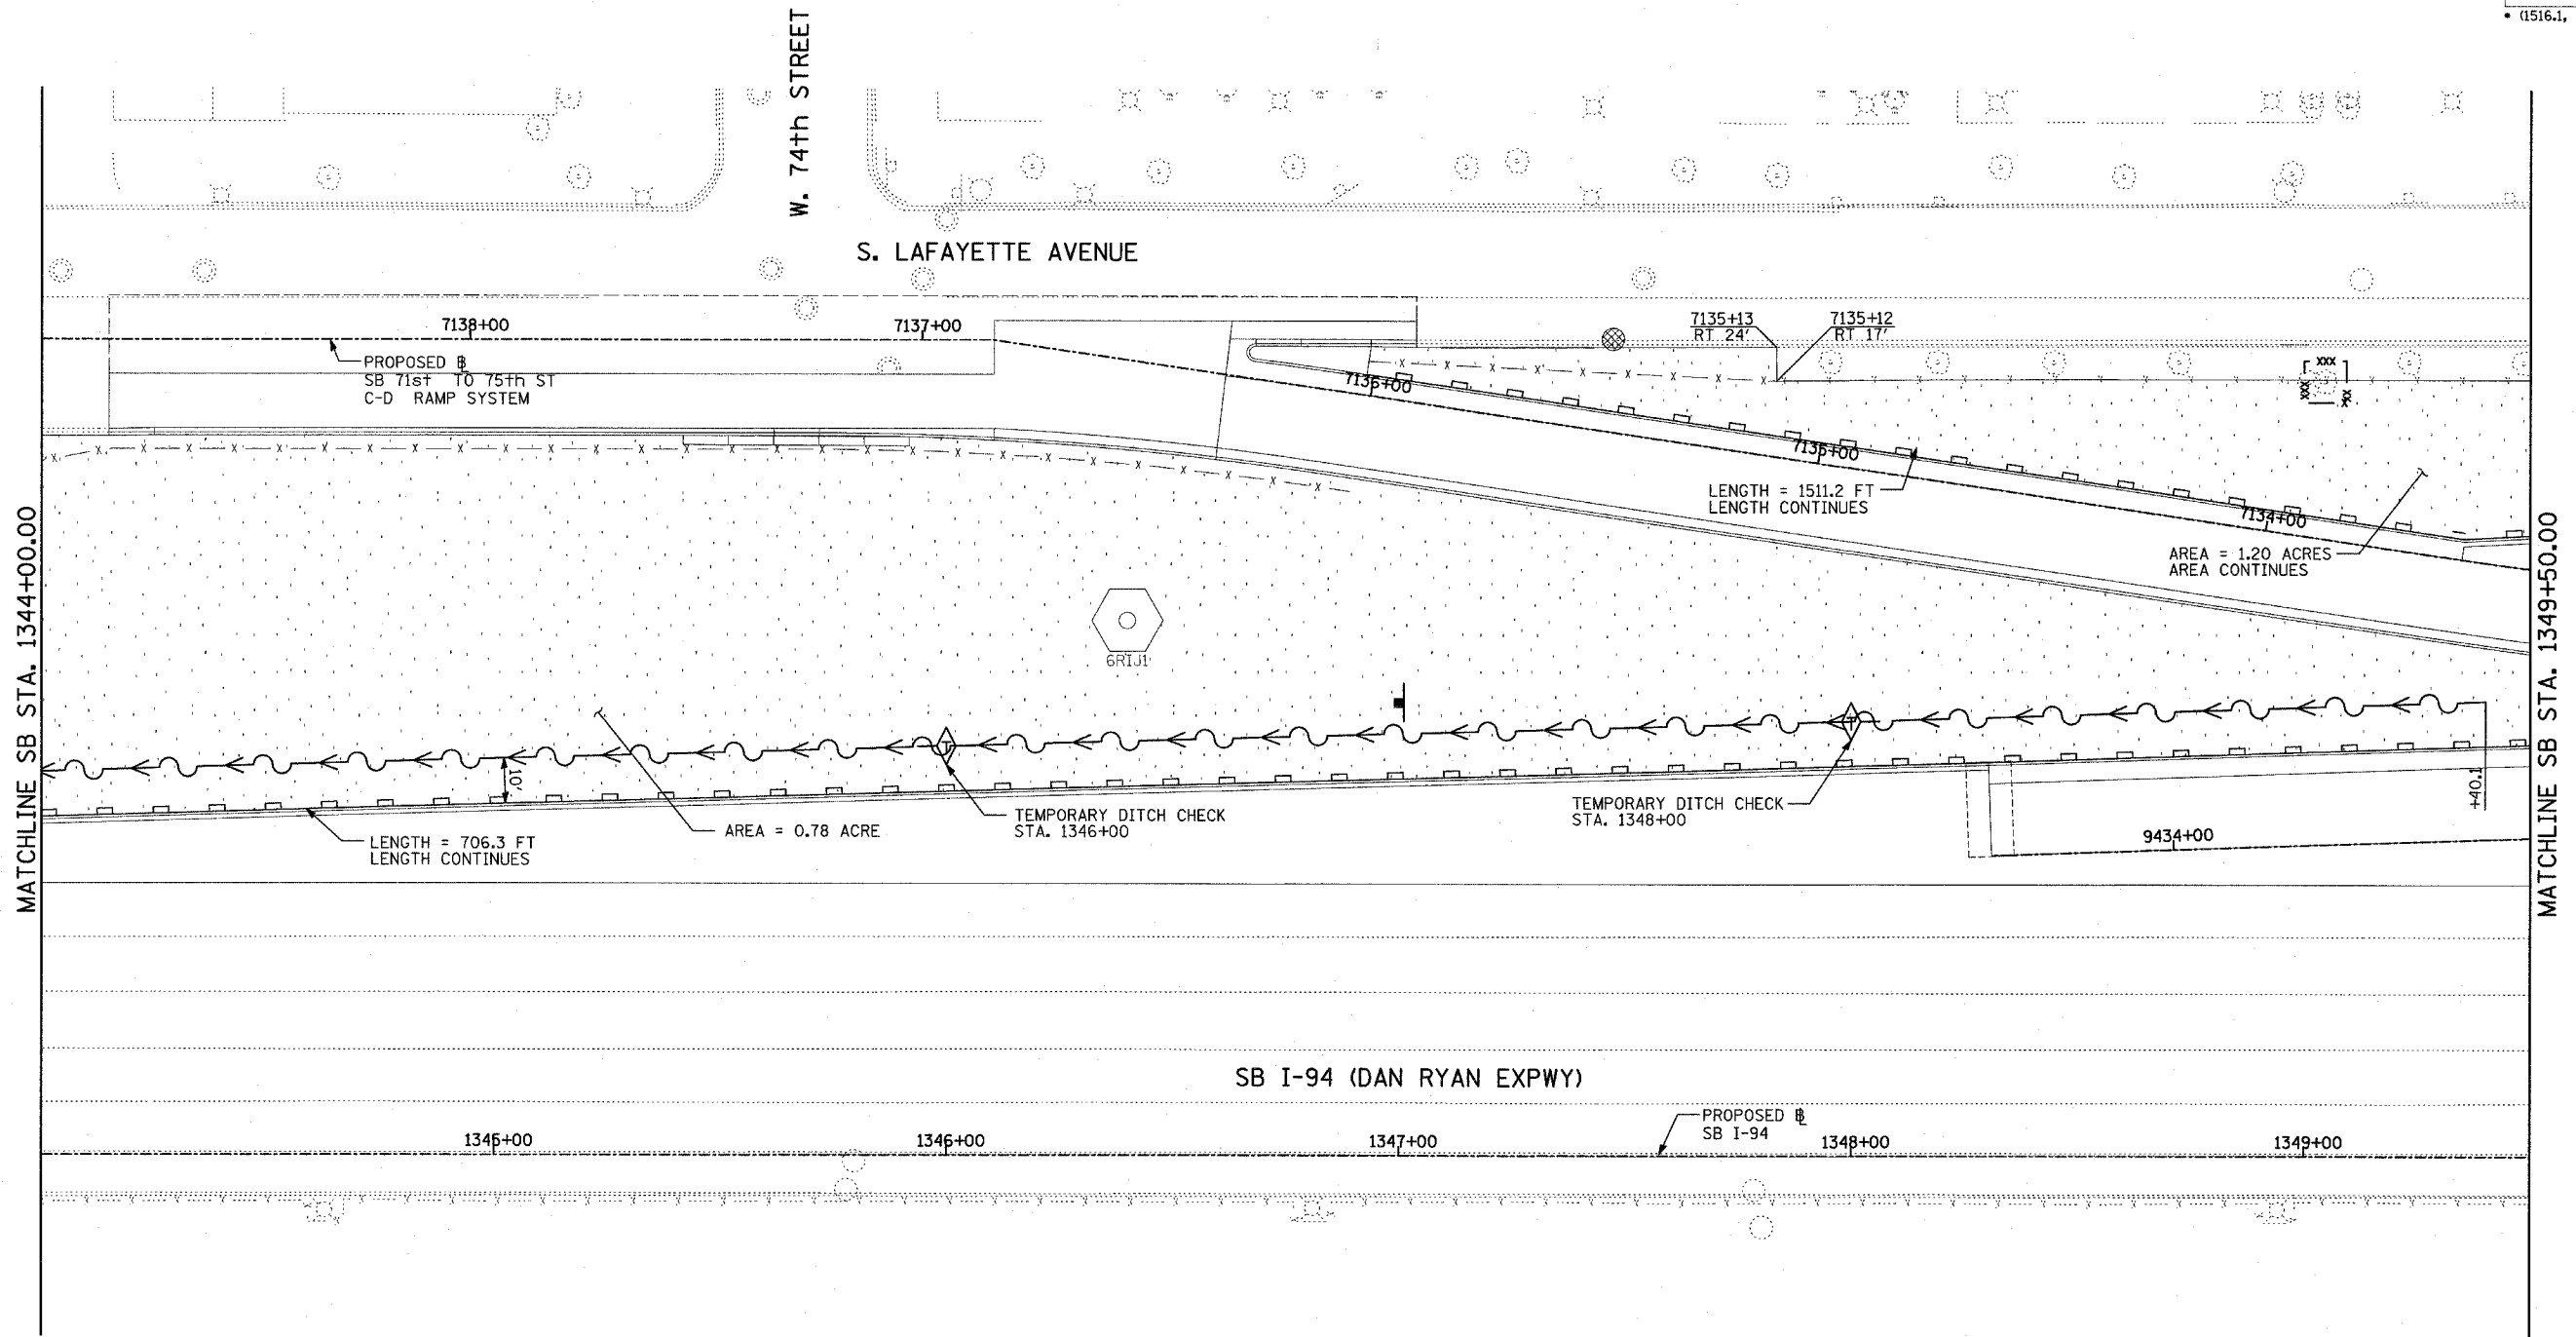 (1516.1,
W. 74th STREET
S. LAFAYETTE AVENUE
7138+00
7137+00
7135+13
RT 24'
7135+12
RT 17'
PROPOSED ℄
SB 71st TO 75th ST
C-D RAMP SYSTEM
XXX
7136+00
7135+00
LENGTH = 1511.2 FT
LENGTH CONTINUES
7134+00
AREA = 1.20 ACRES
AREA CONTINUES
MATCHLINE SB STA. 1344+00.00
MATCHLINE SB STA. 1349+50.00
6RIJ1
10'
+40.1
TEMPORARY DITCH CHECK
STA. 1346+00
TEMPORARY DITCH CHECK
STA. 1348+00
AREA = 0.78 ACRE
LENGTH = 706.3 FT
LENGTH CONTINUES
9434+00
SB I-94 (DAN RYAN EXPWY)
PROPOSED ℄
SB I-94
1345+00
1346+00
1347+00
1348+00
1349+00